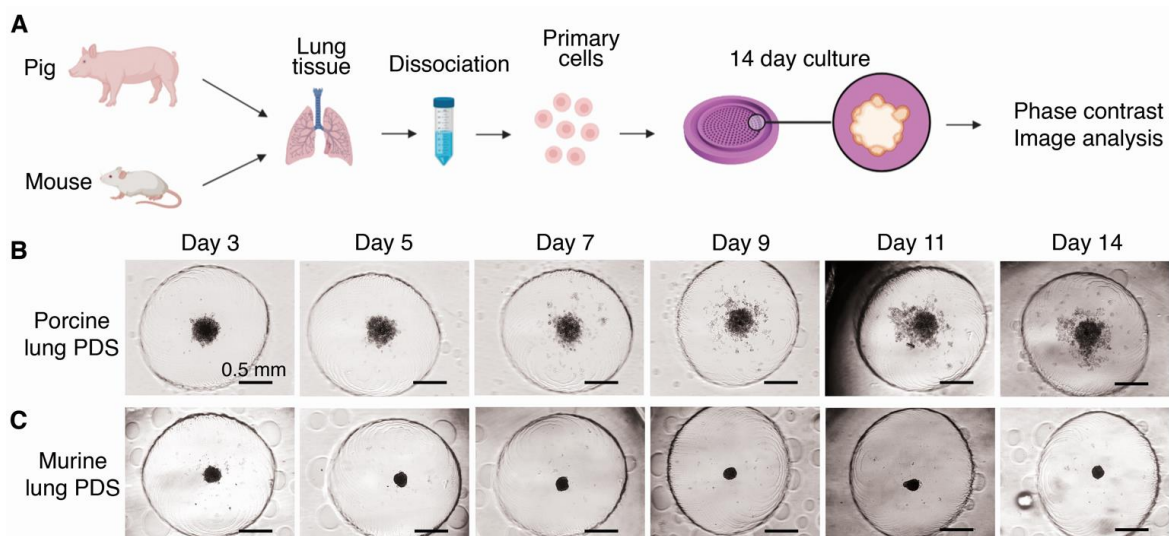 A
Pig
Mouse
Lung
tissue
Dissociation
Primary
cells
14 day culture
Phase contrast
Image analysis
B
Day 3
Day 5
Day 7
Day 9
Day 11
Day 14
Porcine
lung PDS
0.5 mm
C
Murine
lung PDS